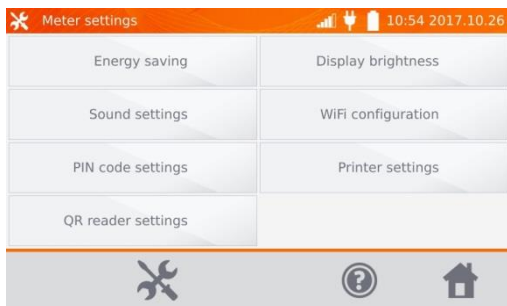 Meter settings 10:54 2017.10.26
Energy saving Display brightness
Sound settings WiFi configuration
PIN code settings Printer settings
QR reader settings